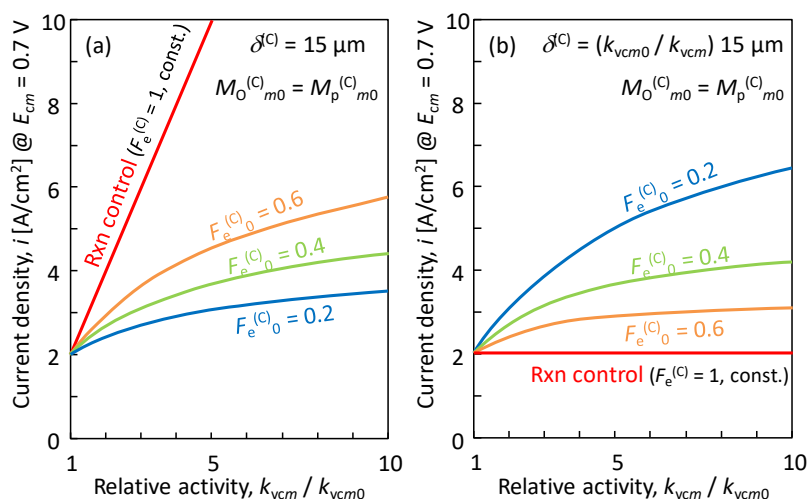 (a)
δ(C) = 15 µm
MO(C)m0 = Mp(C)m0
Rxn control (Fe(C) = 1, const.)
Fe(C)0 = 0.6
Fe(C)0 = 0.4
Fe(C)0 = 0.2
Current density, i [A/cm2] @ Ecm = 0.7 V
10
8
6
4
2
0
1
5
10
Relative activity, kvcm / kvcm0
(b)
δ(C) = (kvcm0 / kvcm) 15 µm
MO(C)m0 = Mp(C)m0
Fe(C)0 = 0.2
Fe(C)0 = 0.4
Fe(C)0 = 0.6
Rxn control (Fe(C) = 1, const.)
Current density, i [A/cm2] @ Ecm = 0.7 V
10
8
6
4
2
0
1
5
10
Relative activity, kvcm / kvcm0